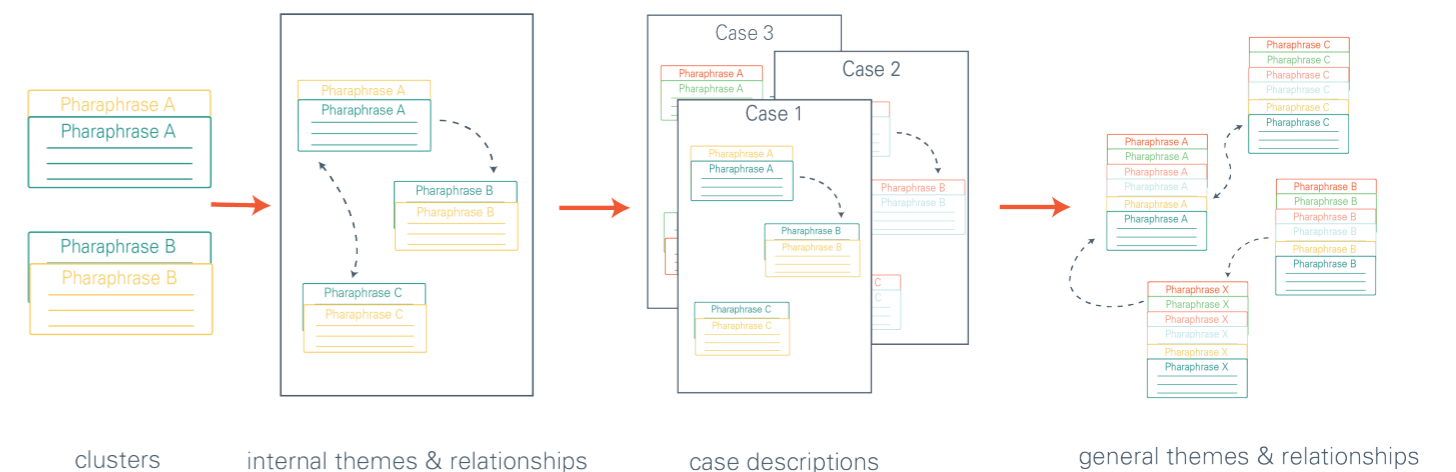 Pharaphrase A
Pharaphrase A
Pharaphrase B
Pharaphrase B
clusters
Pharaphrase A
Pharaphrase A
Pharaphrase B
Pharaphrase B
Pharaphrase C
Pharaphrase C
internal themes & relationships
Case 3
Pharaphrase A
Pharaphrase A
Case 2
Pharaphrase B
Pharaphrase B
C
C
Case 1
Pharaphrase A
Pharaphrase A
Pharaphrase B
Pharaphrase B
Pharaphrase C
Pharaphrase C
case descriptions
Pharaphrase C
Pharaphrase C
Pharaphrase C
Pharaphrase C
Pharaphrase C
Pharaphrase C
Pharaphrase A
Pharaphrase A
Pharaphrase A
Pharaphrase A
Pharaphrase A
Pharaphrase A
Pharaphrase B
Pharaphrase B
Pharaphrase B
Pharaphrase B
Pharaphrase B
Pharaphrase B
Pharaphrase X
Pharaphrase X
Pharaphrase X
Pharaphrase X
Pharaphrase X
Pharaphrase X
general themes & relationships